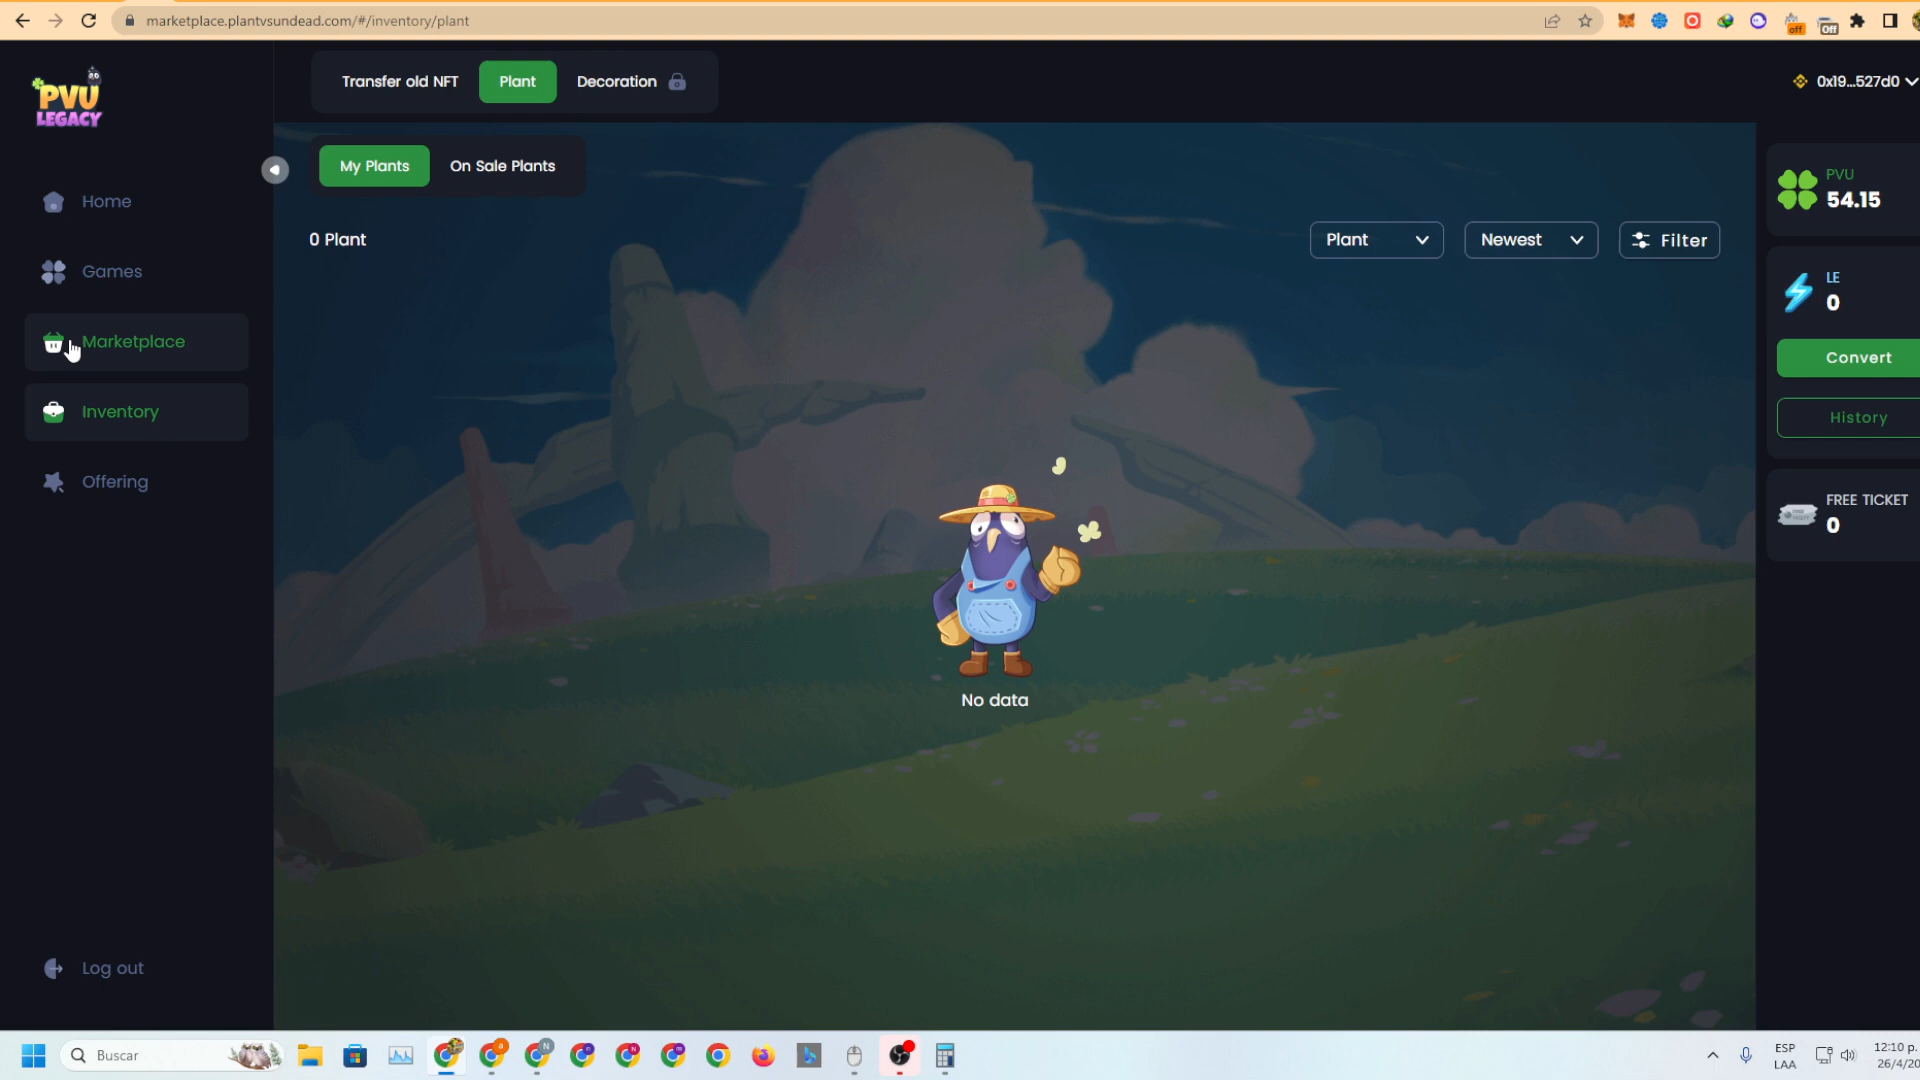 marketplace.plantvsundead.com/#/inventory/plant
off
Off
PVU
LEGACY
Transfer old NFT
Plant
Decoration
0x19...527d0
My Plants
On Sale Plants
Home
Games
Marketplace
Inventory
Offering
Log out
0 Plant
Plant
Newest
Filter
No data
PVU
54.15
LE
0
Convert
History
FREE TICKET
0
Buscar
ESP
LAA
12:10 p.
26/4/20